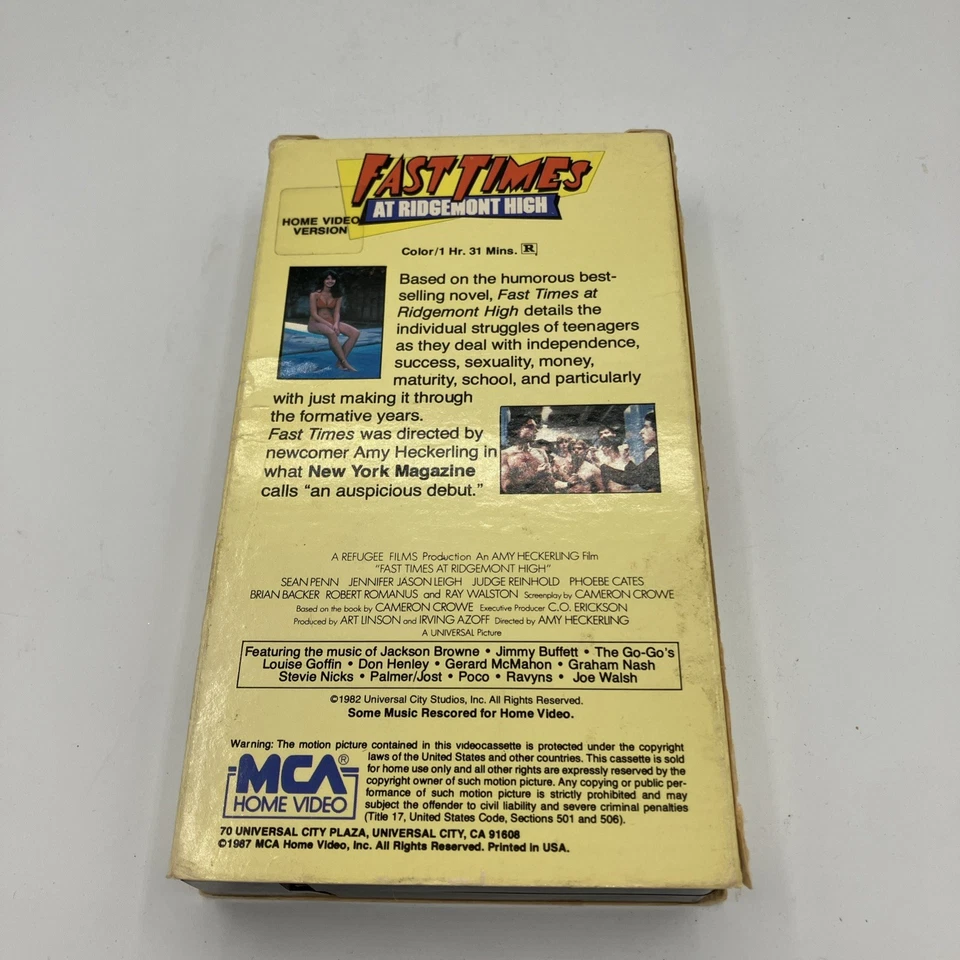 FAST TIMES
AT RIDGEMONT HIGH
HOME VIDEO
VERSION
Color/1 Hr. 31 Mins. R
Based on the humorous best-
selling novel, Fast Times at
Ridgemont High details the
individual struggles of teenagers
as they deal with independence,
success, sexuality, money,
maturity, school, and particularly
with just making it through
the formative years.
Fast Times was directed by
newcomer Amy Heckerling in
what New York Magazine
calls “an auspicious debut.”
A REFUGEE FILMS Production An AMY HECKERLING Film
“FAST TIMES AT RIDGEMONT HIGH”
SEAN PENN JENNIFER JASON LEIGH JUDGE REINHOLD PHOEBE CATES
BRIAN BACKER ROBERT ROMANUS and RAY WALSTON Screenplay by CAMERON CROWE
Based on the book by CAMERON CROWE Executive Producer C.O. ERICKSON
Produced by ART LINSON and IRVING AZOFF Directed by AMY HECKERLING
A UNIVERSAL Picture
Featuring the music of Jackson Browne • Jimmy Buffett • The Go-Go's
Louise Goffin • Don Henley • Gerard McMahon • Graham Nash
Stevie Nicks • Palmer/Jost • Poco • Ravyns • Joe Walsh
©1982 Universal City Studios, Inc. All Rights Reserved.
Some Music Rescored for Home Video.
Warning: The motion picture contained in this videocassette is protected under the copyright
laws of the United States and other countries. This cassette is sold
for home use only and all other rights are expressly reserved by the
copyright owner of such motion picture. Any copying or public per-
formance of such motion picture is strictly prohibited and may
subject the offender to civil liability and severe criminal penalties
(Title 17, United States Code, Sections 501 and 506).
MCA®
HOME VIDEO
70 UNIVERSAL CITY PLAZA, UNIVERSAL CITY, CA 91608
©1987 MCA Home Video, Inc. All Rights Reserved. Printed in USA.